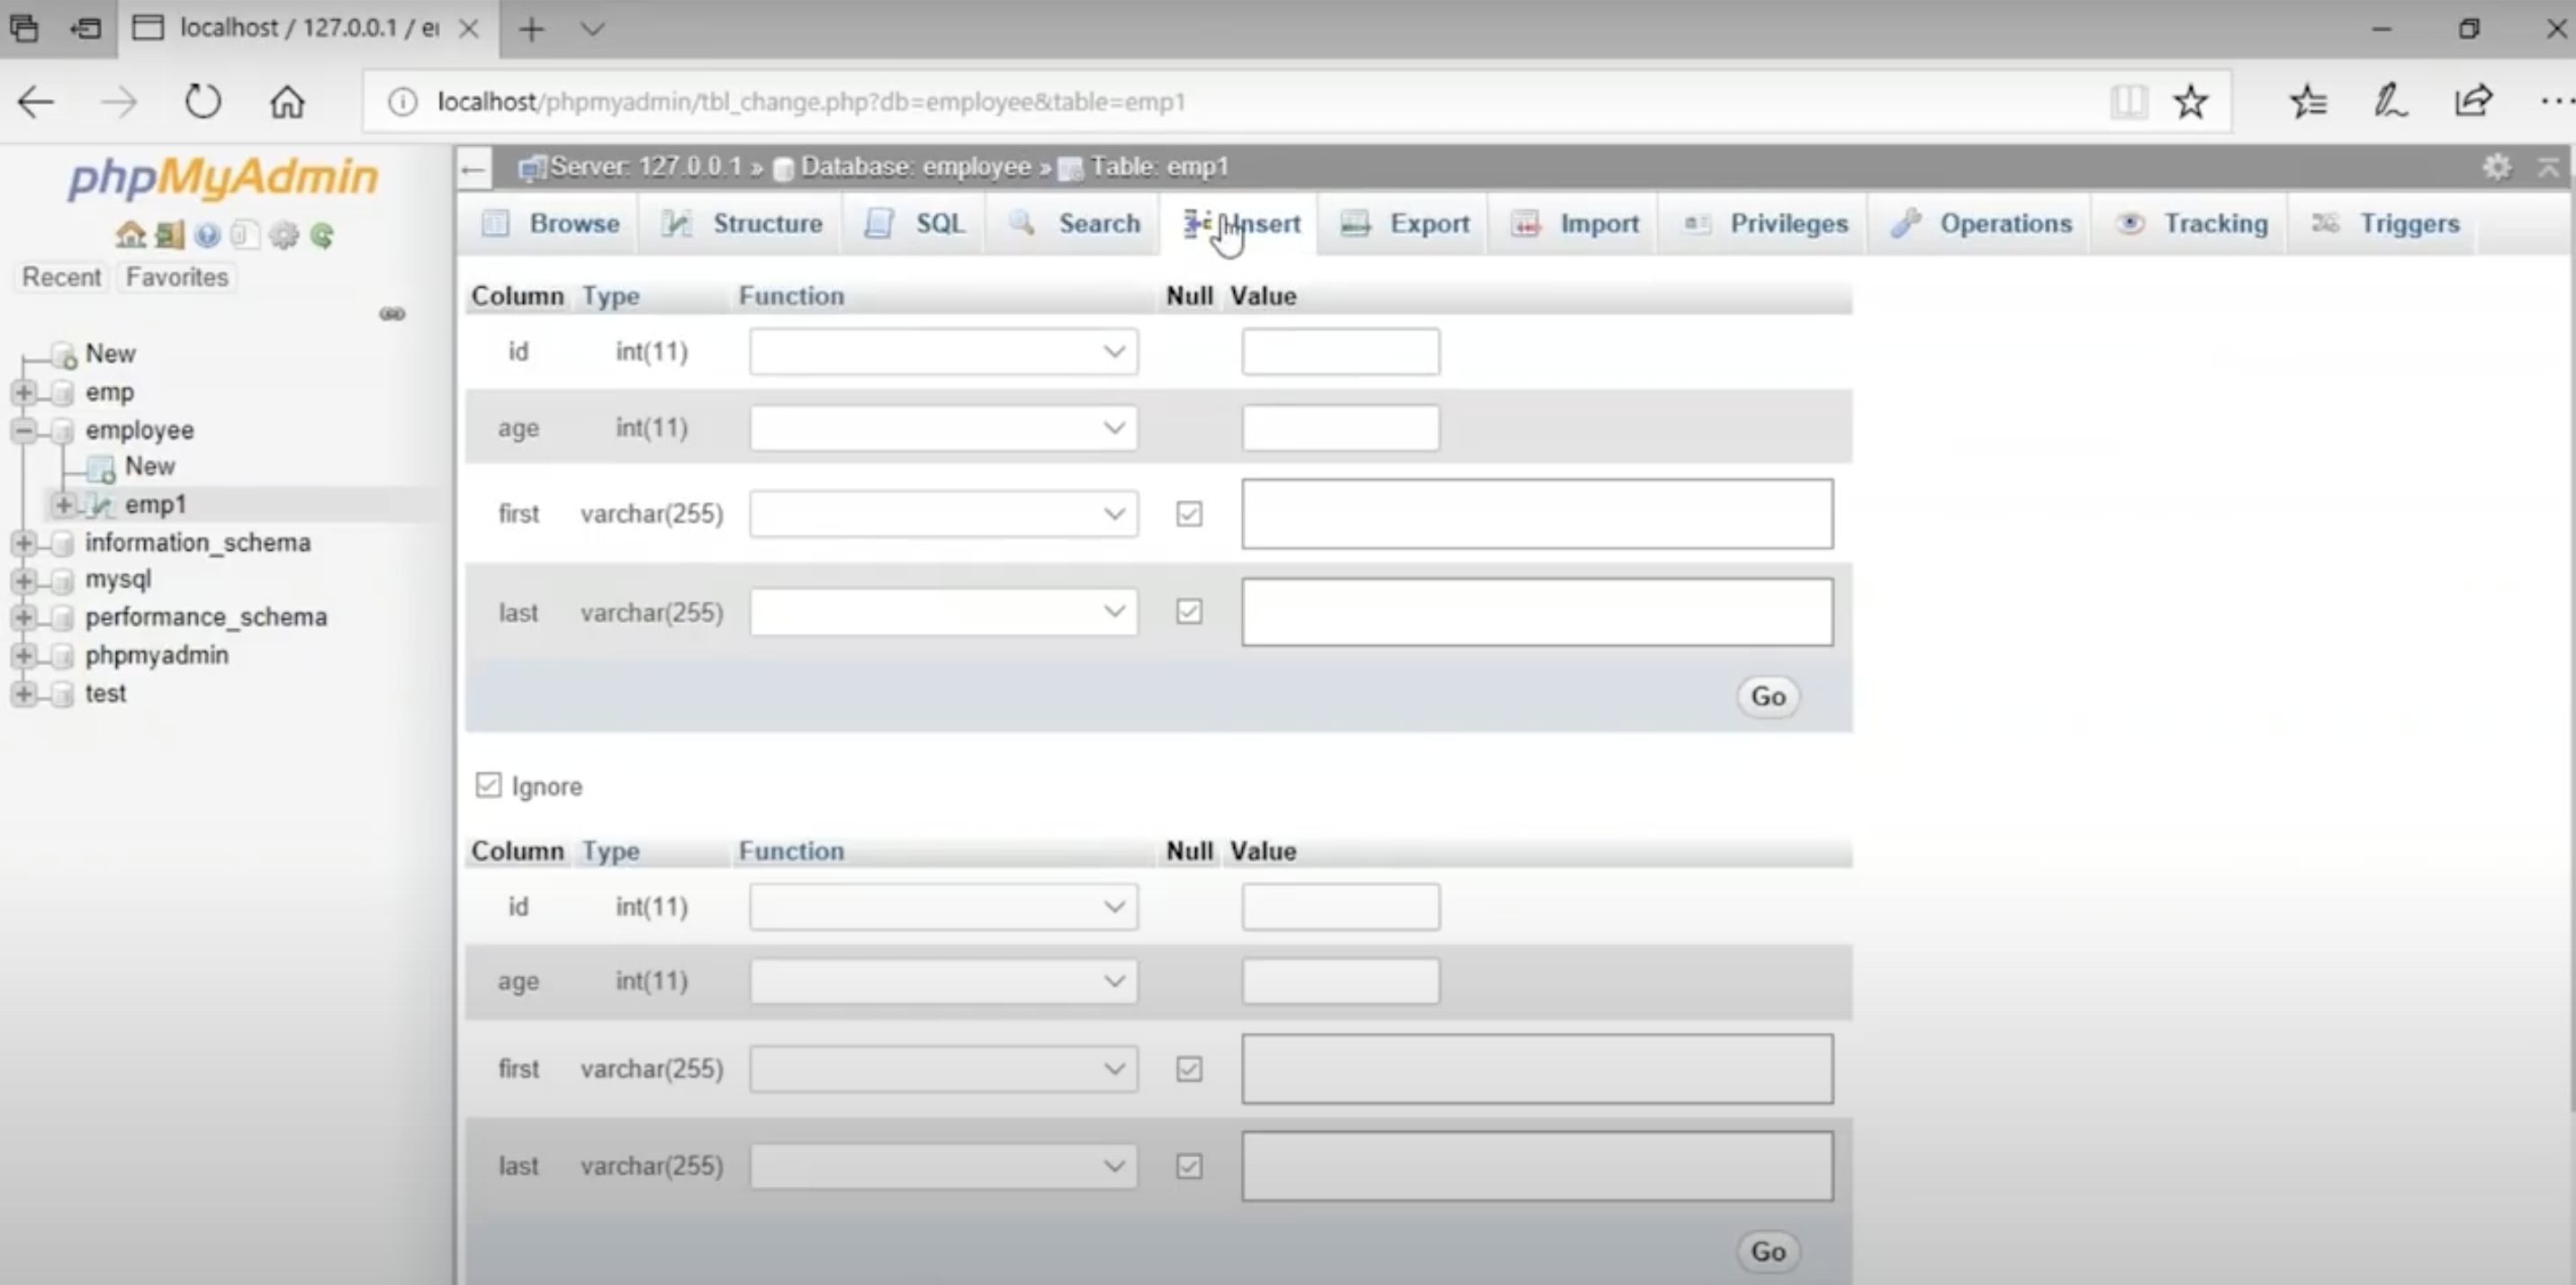 localhost / 127.0.0.1 / e
localhost/phpmyadmin/tbl_change.php?db=employee&table=emp1
phpMyAdmin
Server: 127.0.0.1 » Database: employee » Table: emp1
Browse Structure SQL Search Insert Export Import Privileges Operations Tracking Triggers
Recent Favorites
New
emp
employee
New
emp1
information_schema
mysql
performance_schema
phpmyadmin
test
Column Type Function Null Value
id int(11)
age int(11)
first varchar(255)
last varchar(255)
Go
Ignore
Column Type Function Null Value
id int(11)
age int(11)
first varchar(255)
last varchar(255)
Go